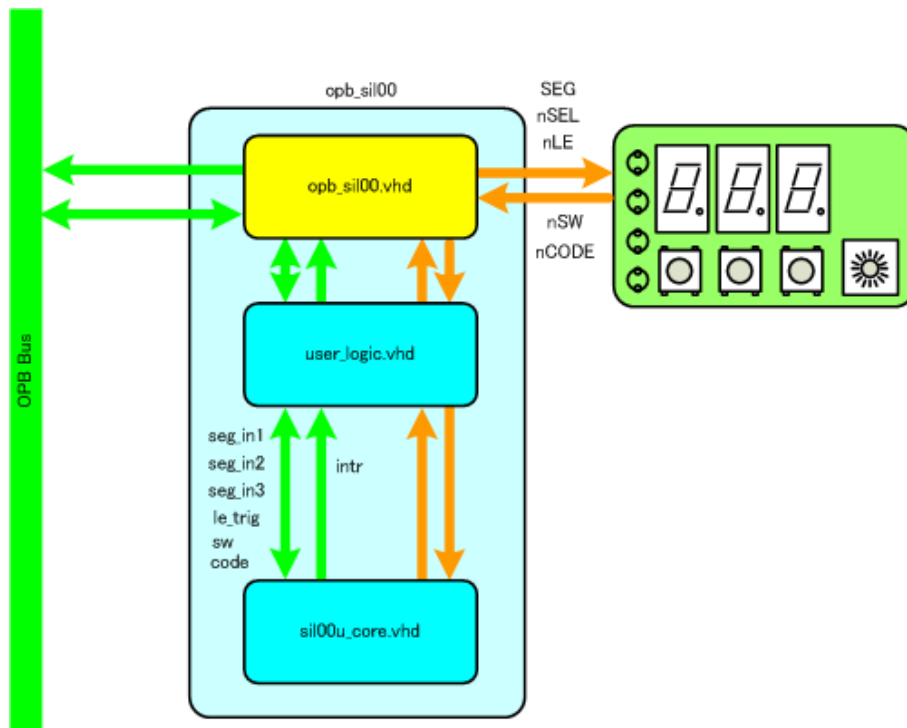 opb_sil00
SEG
nSEL
nLE
opb_sil00.vhd
nSW
nCODE
user_logic.vhd
OPB Bus
seg_in1
seg_in2
seg_in3
le_trig
sw
code
intr
sil00u_core.vhd